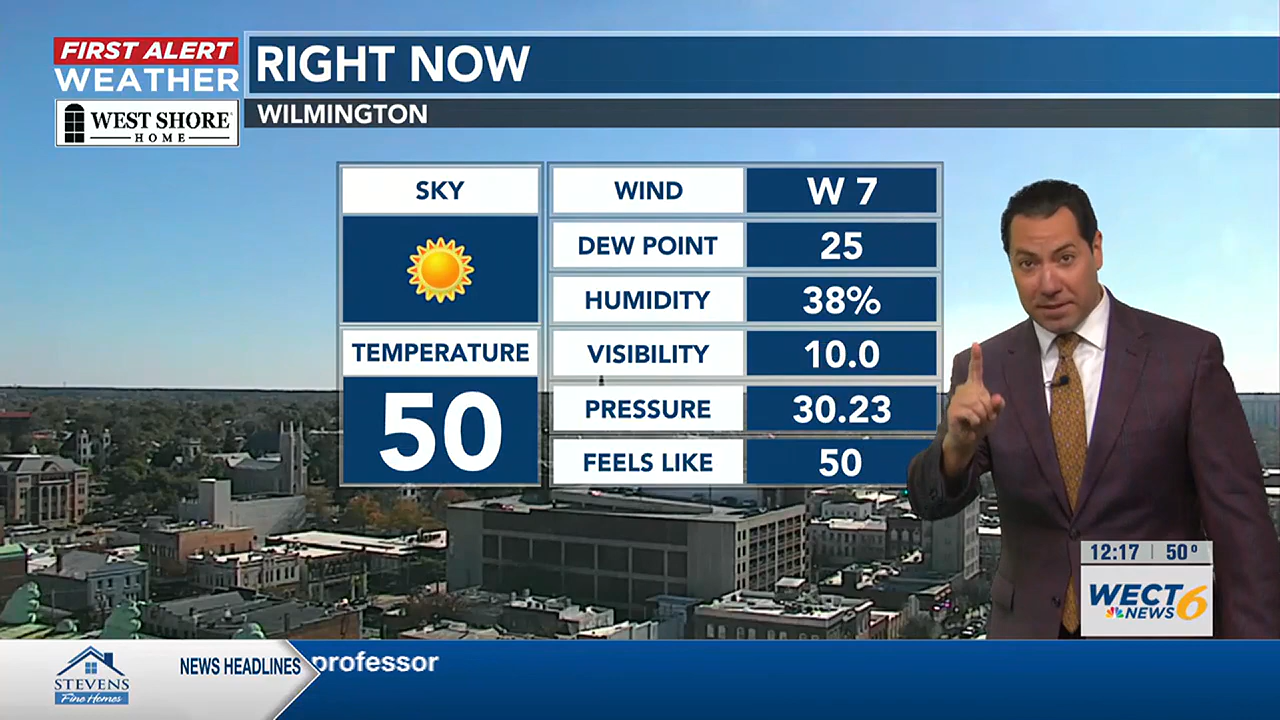 FIRST ALERT
WEATHER
WEST SHORE
HOME
RIGHT NOW
WILMINGTON
SKY
TEMPERATURE
50
WIND W 7
DEW POINT 25
HUMIDITY 38%
VISIBILITY 10.0
PRESSURE 30.23
FEELS LIKE 50
12:17 50°
WECT 6
NEWS
STEVENS
Fine Homes
NEWS HEADLINES professor